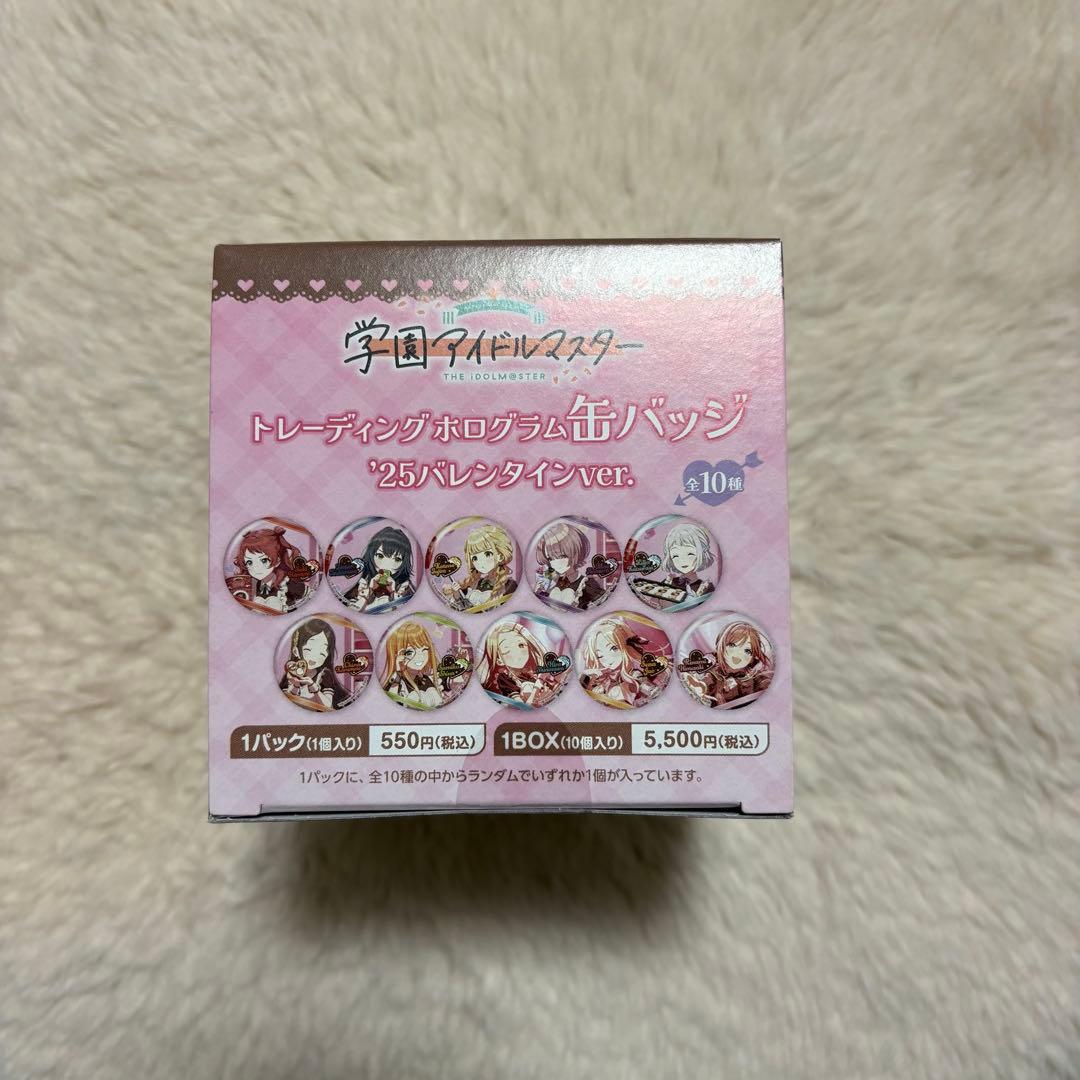 学園アイドルマスター
THE iDOLM@STER
トレーディングホログラム缶バッジ
'25バレンタインver.
全10種
1パック(1個入り) 550円(税込) 1BOX(10個入り) 5,500円(税込)
1パックに、全10種の中からランダムでいずれか1個が入っています。